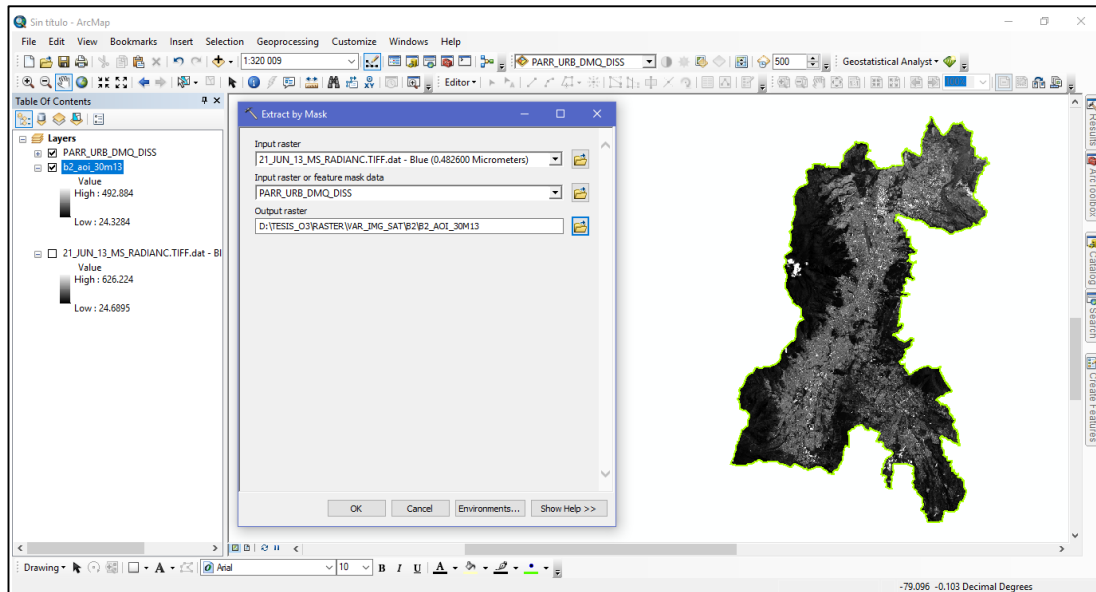 Sin título - ArcMap
File Edit View Bookmarks Insert Selection Geoprocessing Customize Windows Help
1:320 009 PARR_URB_DMQ_DISS 500 Geostatistical Analyst
Editor
Table Of Contents
Layers
PARR_URB_DMQ_DISS
b2_aoi_30m13
Value
High : 492.884
Low : 24.3284
21_JUN_13_MS_RADIANC.TIFF.dat - Bl
Value
High : 626.224
Low : 24.6895
Extract by Mask
Input raster
21_JUN_13_MS_RADIANC.TIFF.dat - Blue (0.482600 Micrometers)
Input raster or feature mask data
PARR_URB_DMQ_DISS
Output raster
D:\TESIS_O3\RASTER\VAR_IMG_SAT\B2\B2_AOI_30M13
OK Cancel Environments... Show Help >>
Results
ArcToolbox
Catalog
Search
Create Features
Drawing A Arial 10 B I U A
-79.096 -0.103 Decimal Degrees